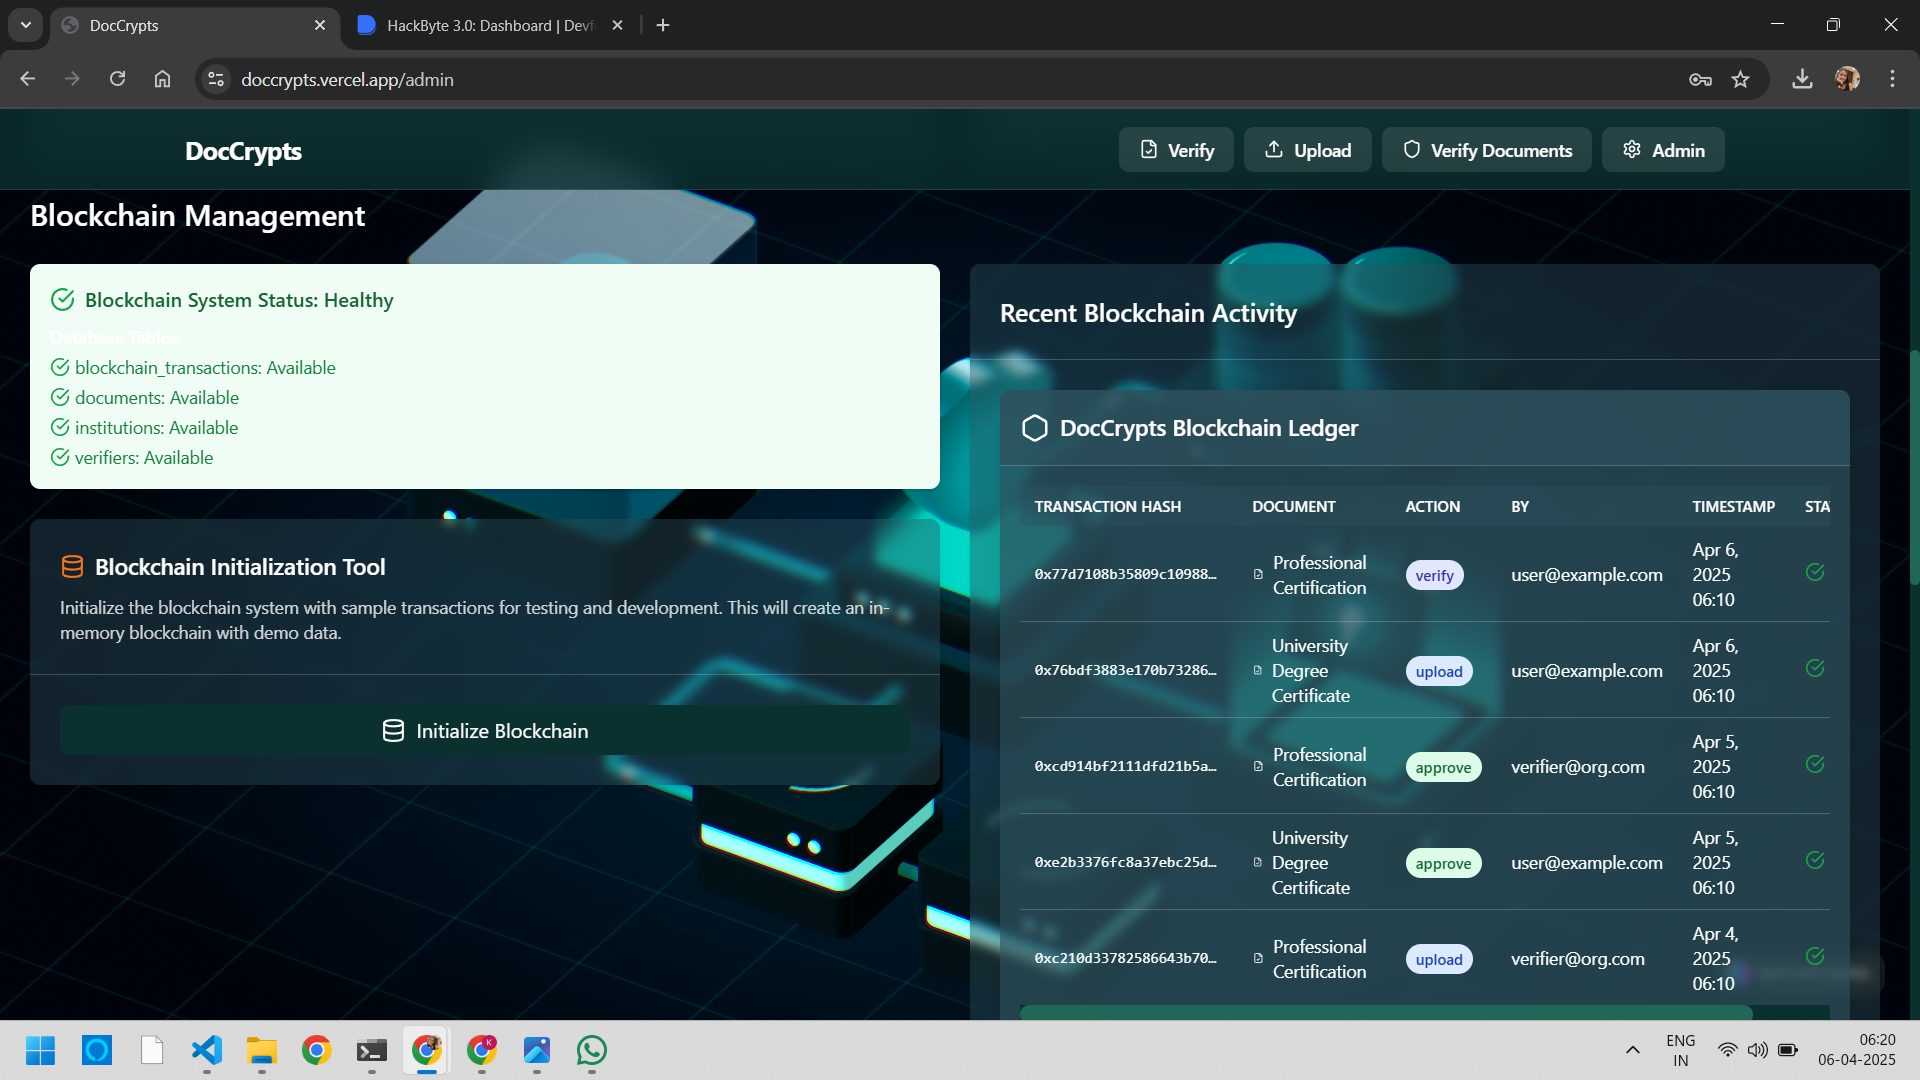 DocCrypts
HackByte 3.0: Dashboard | Devf
doccrypts.vercel.app/admin
DocCrypts
Verify
Upload
Verify Documents
Admin
Blockchain Management
Blockchain System Status: Healthy
Database Tables:
blockchain_transactions: Available
documents: Available
institutions: Available
verifiers: Available
Blockchain Initialization Tool
Initialize the blockchain system with sample transactions for testing and development. This will create an in-
memory blockchain with demo data.
Initialize Blockchain
Recent Blockchain Activity
DocCrypts Blockchain Ledger
TRANSACTION HASH DOCUMENT ACTION BY TIMESTAMP STA
0x77d7108b35809c10988… Professional Certification verify user@example.com Apr 6, 2025 06:10
0x76bdf3883e170b73286… University Degree Certificate upload user@example.com Apr 6, 2025 06:10
0xcd914bf2111dfd21b5a… Professional Certification approve verifier@org.com Apr 5, 2025 06:10
0xe2b3376fc8a37ebc25d… University Degree Certificate approve user@example.com Apr 5, 2025 06:10
0xc210d33782586643b70… Professional Certification upload verifier@org.com Apr 4, 2025 06:10
K
ENG
IN
06:20
06-04-2025